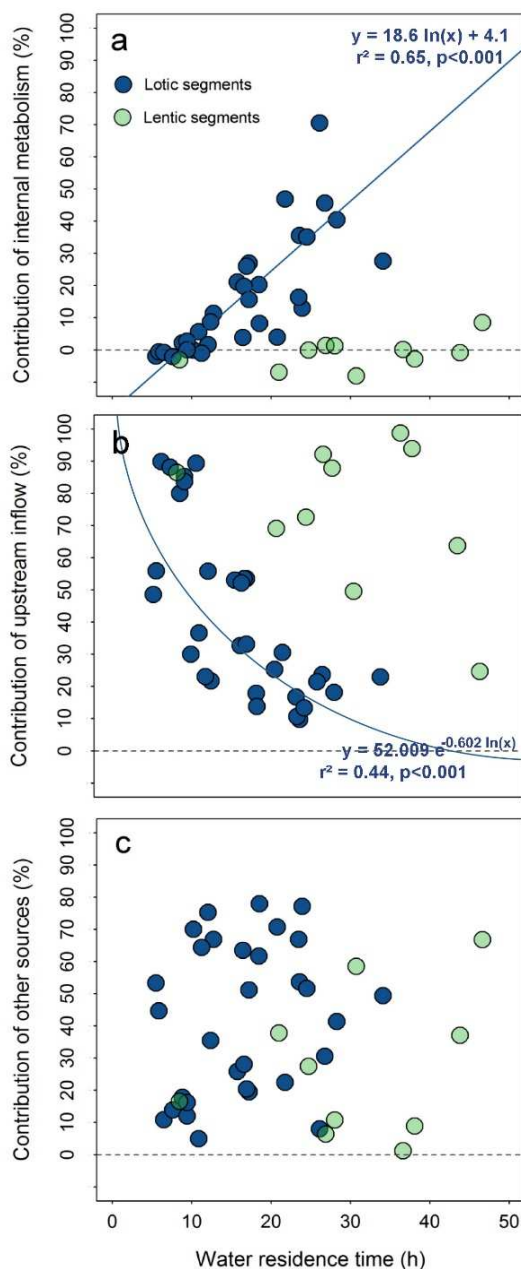 a
y = 18.6 ln(x) + 4.1
r² = 0.65, p<0.001
Lotic segments
Lentic segments
Contribution of internal metabolism (%)
0 10 20 30 40 50 60 70 80 90 100
b
Contribution of upstream inflow (%)
0 10 20 30 40 50 60 70 80 90 100
y = 52.009 e^-0.602 ln(x)
r² = 0.44, p<0.001
c
Contribution of other sources (%)
0 10 20 30 40 50 60 70 80 90 100
0 10 20 30 40 50
Water residence time (h)